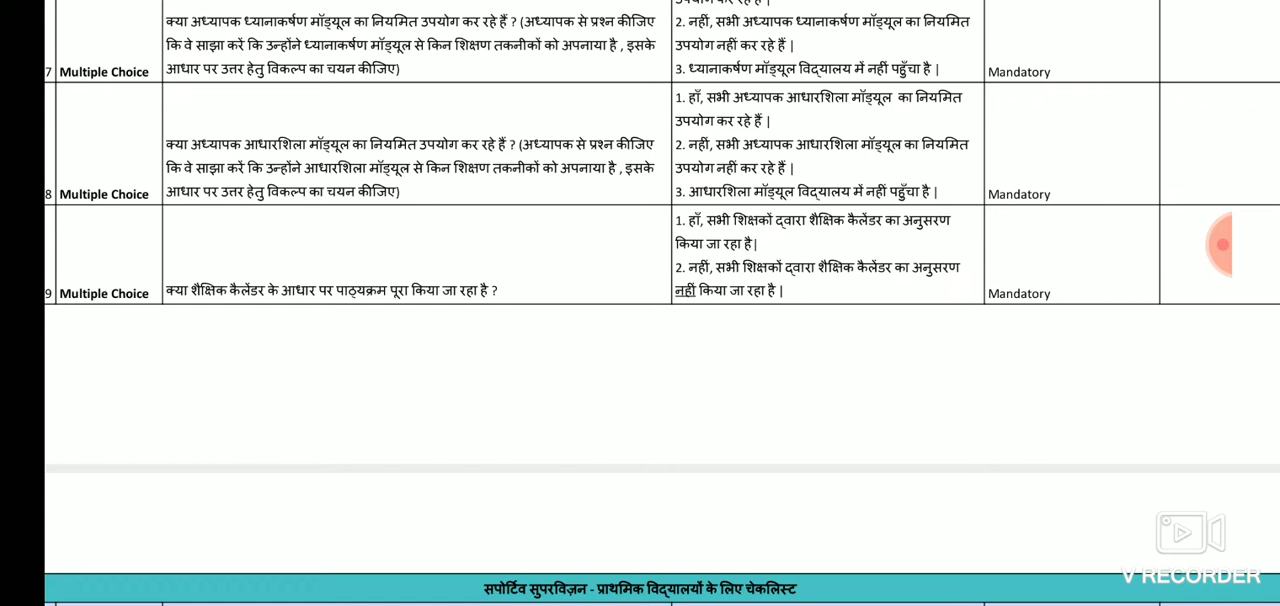 क्या अध्यापक ध्यानाकर्षण मॉड्यूल का नियमित उपयोग कर रहे हैं ? (अध्यापक से प्रश्न कीजिए
कि वे साझा करें कि उन्होंने ध्यानाकर्षण मॉड्यूल से किन शिक्षण तकनीकों को अपनाया है , इसके
7 Multiple Choice आधार पर उत्तर हेतु विकल्प का चयन कीजिए)
2. नहीं, सभी अध्यापक ध्यानाकर्षण मॉड्यूल का नियमित
उपयोग नहीं कर रहे हैं |
3. ध्यानाकर्षण मॉड्यूल विद्यालय में नहीं पहुँचा है |
Mandatory
क्या अध्यापक आधारशिला मॉड्यूल का नियमित उपयोग कर रहे हैं ? (अध्यापक से प्रश्न कीजिए
कि वे साझा करें कि उन्होंने आधारशिला मॉड्यूल से किन शिक्षण तकनीकों को अपनाया है , इसके
8 Multiple Choice आधार पर उत्तर हेतु विकल्प का चयन कीजिए)
1. हाँ, सभी अध्यापक आधारशिला मॉड्यूल का नियमित
उपयोग कर रहे हैं |
2. नहीं, सभी अध्यापक आधारशिला मॉड्यूल का नियमित
उपयोग नहीं कर रहे हैं |
3. आधारशिला मॉड्यूल विद्यालय में नहीं पहुँचा है |
Mandatory
9 Multiple Choice क्या शैक्षिक कैलेंडर के आधार पर पाठ्यक्रम पूरा किया जा रहा है ?
1. हाँ, सभी शिक्षकों द्वारा शैक्षिक कैलेंडर का अनुसरण
किया जा रहा है|
2. नहीं, सभी शिक्षकों द्वारा शैक्षिक कैलेंडर का अनुसरण
नहीं किया जा रहा है |
Mandatory
V RECORDER
सपोर्टिव सुपरविज़न - प्राथमिक विद्यालयों के लिए चेकलिस्ट